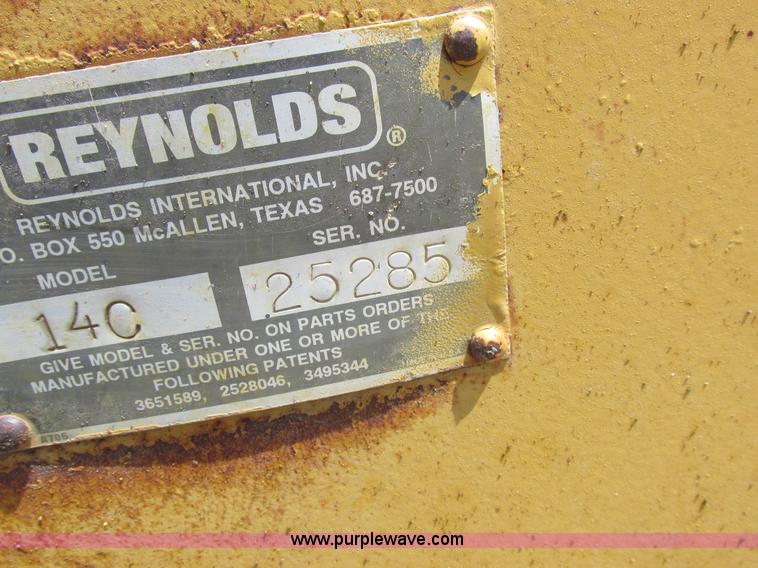 REYNOLDS ®
REYNOLDS INTERNATIONAL, INC
O. BOX 550 McALLEN, TEXAS 687-7500
MODEL SER. NO.
14C 25285
GIVE MODEL & SER. NO. ON PARTS ORDERS
MANUFACTURED UNDER ONE OR MORE OF THE
FOLLOWING PATENTS
3651589, 2528046, 3495344
A705
www.purplewave.com